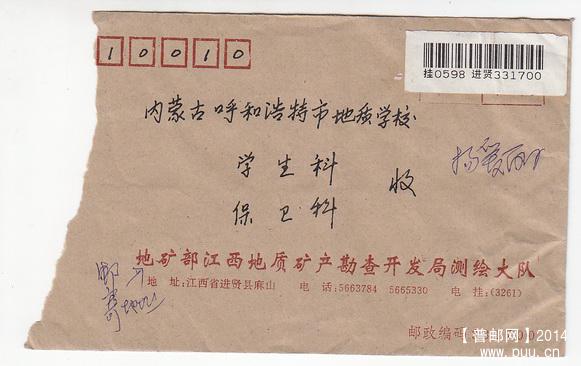 10010
挂0598 进贤331700
内蒙古呼和浩特市地质学校
学生科
保卫科
收
地矿部江西地质矿产勘查开发局测绘大队
地 址:江西省进贤县麻山 电 话:5663784 5665330 电 挂:(3261)
邮政编码
【普邮网】2014
www.puu.cn